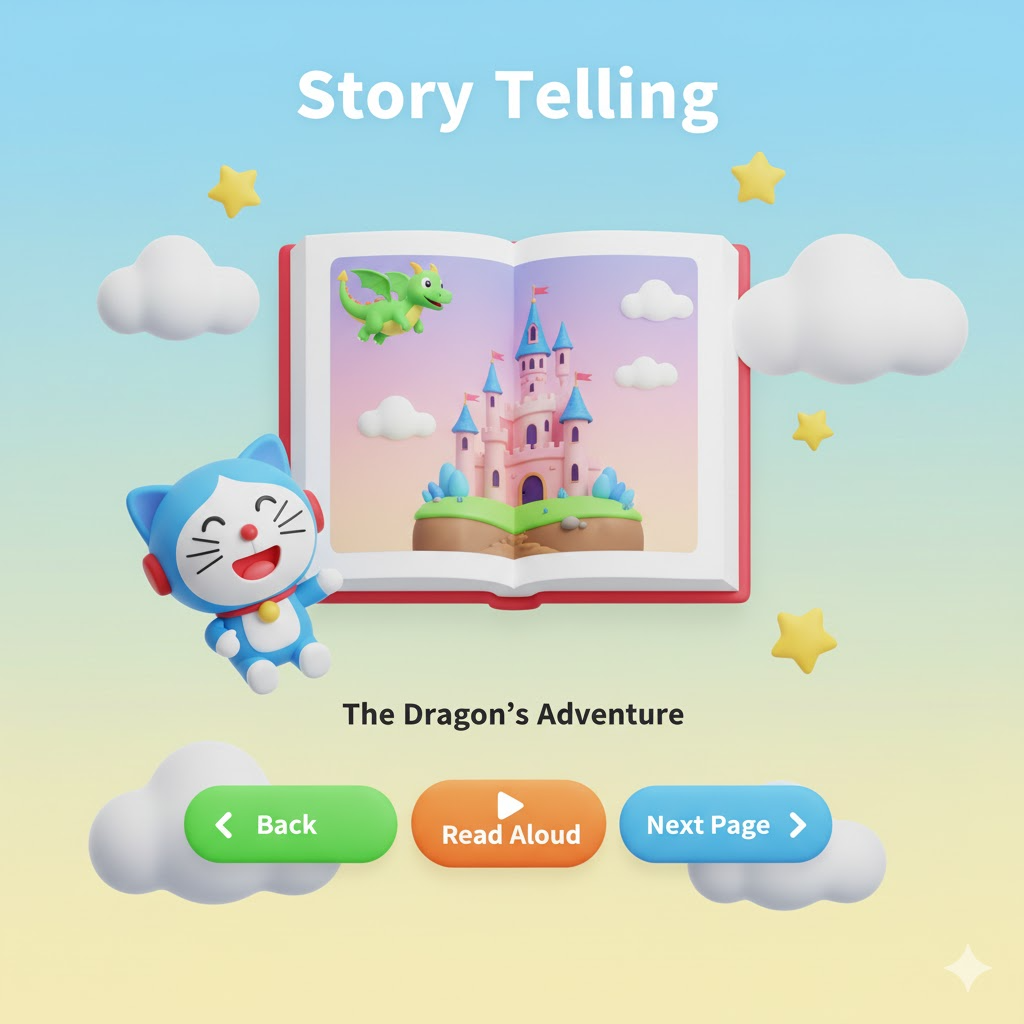 Story Telling
The Dragon’s Adventure
Back
Read Aloud
Next Page